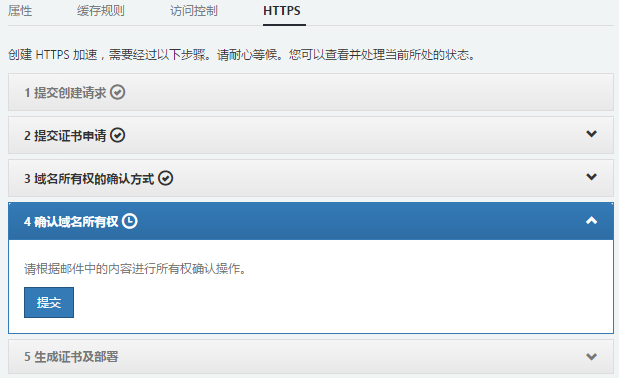 属性 缓存规则 访问控制 HTTPS
创建 HTTPS 加速，需要经过以下步骤。请耐心等候。您可以查看并处理当前所处的状态。
1 提交创建请求
2 提交证书申请
3 域名所有权的确认方式
4 确认域名所有权
请根据邮件中的内容进行所有权确认操作。
提交
5 生成证书及部署